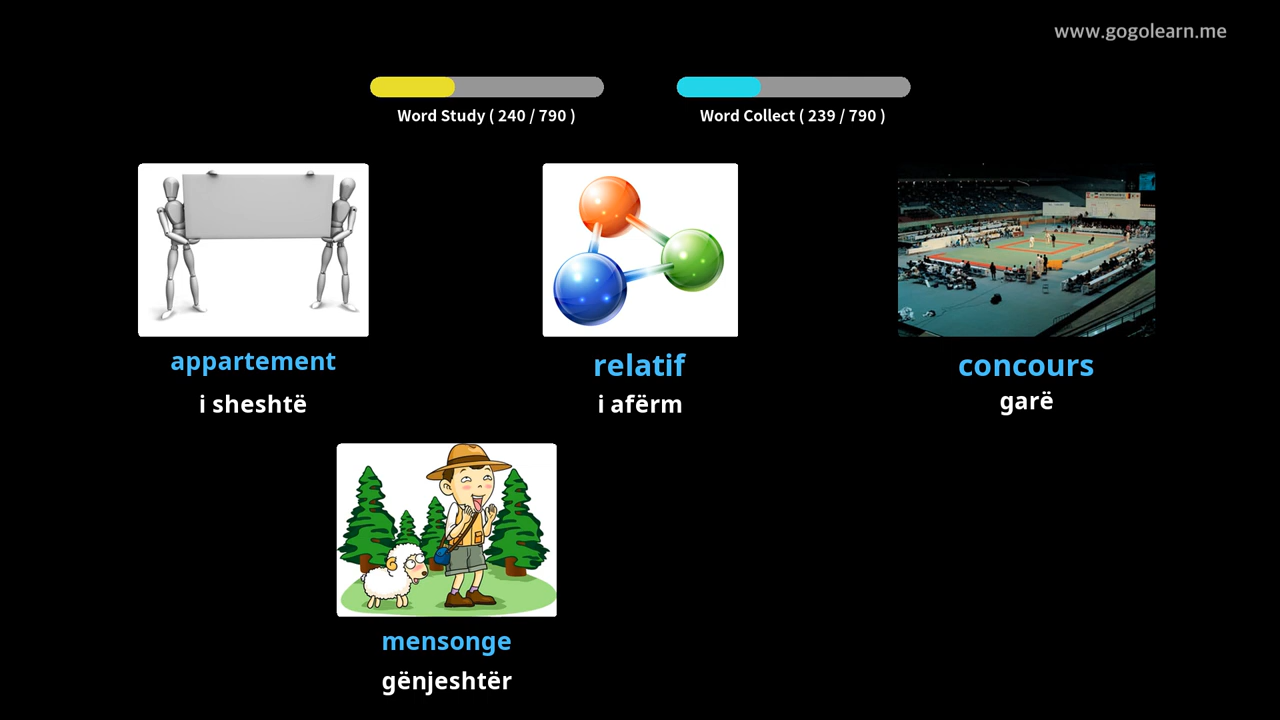 www.gogolearn.me
Word Study ( 240 / 790 )
Word Collect ( 239 / 790 )
appartement
relatif
concours
i sheshtë
i afërm
garë
mensonge
gënjeshtër